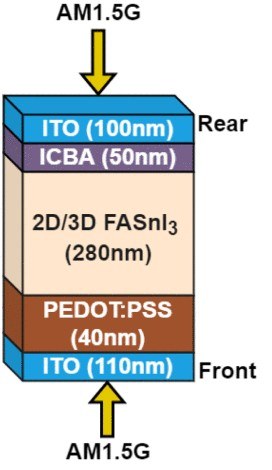 AM1.5G
ITO (100nm)
Rear
ICBA (50nm)
2D/3D FASnI₃
(280nm)
PEDOT:PSS
(40nm)
ITO (110nm)
Front
AM1.5G